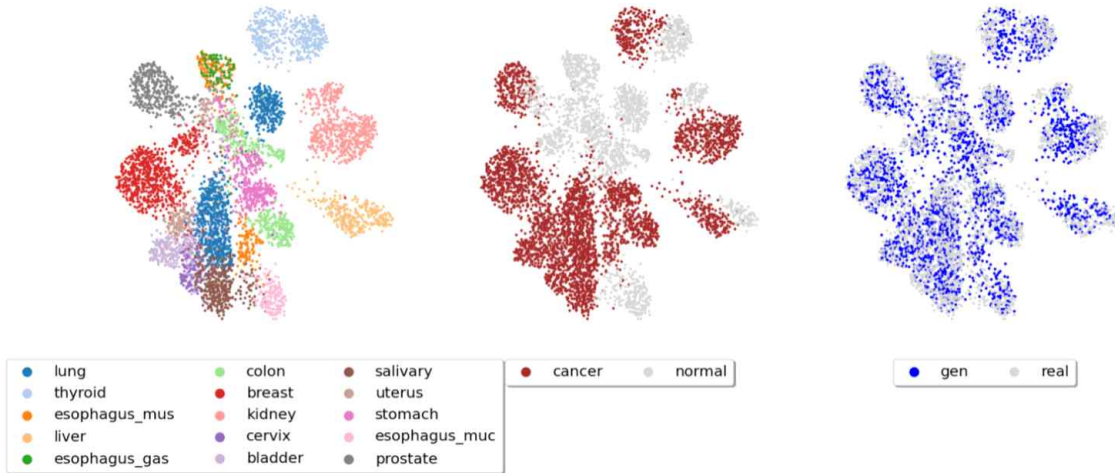 lung colon salivary cancer normal gen real
thyroid breast uterus
esophagus_mus kidney stomach
liver cervix esophagus_muc
esophagus_gas bladder prostate